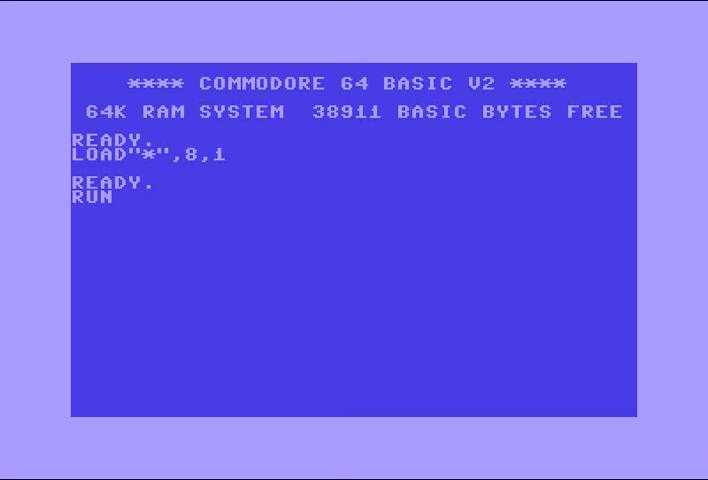 **** COMMODORE 64 BASIC V2 ****
64K RAM SYSTEM  38911 BASIC BYTES FREE
READY.
LOAD"*",8,1
READY.
RUN